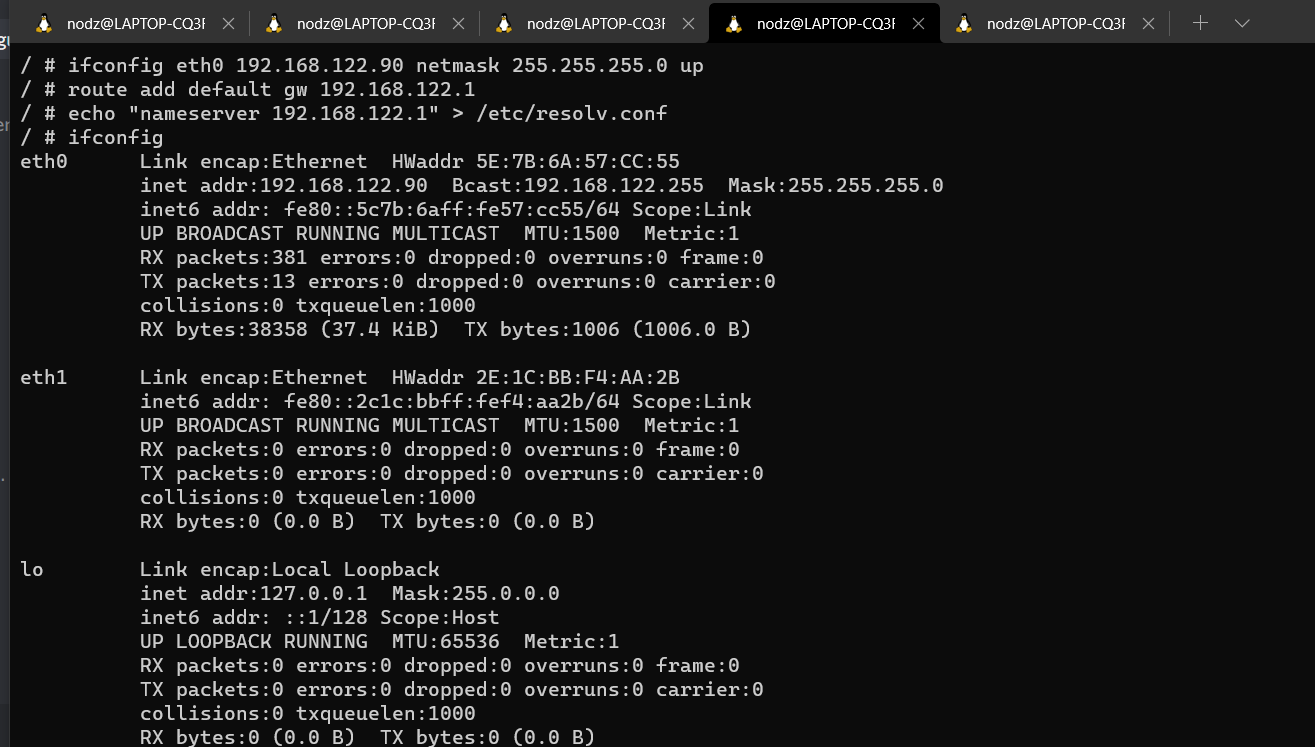 nodz@LAPTOP-CQ3F nodz@LAPTOP-CQ3F nodz@LAPTOP-CQ3F nodz@LAPTOP-CQ3F nodz@LAPTOP-CQ3F
/ # ifconfig eth0 192.168.122.90 netmask 255.255.255.0 up
/ # route add default gw 192.168.122.1
/ # echo "nameserver 192.168.122.1" > /etc/resolv.conf
/ # ifconfig
eth0      Link encap:Ethernet  HWaddr 5E:7B:6A:57:CC:55
          inet addr:192.168.122.90  Bcast:192.168.122.255  Mask:255.255.255.0
          inet6 addr: fe80::5c7b:6aff:fe57:cc55/64 Scope:Link
          UP BROADCAST RUNNING MULTICAST  MTU:1500  Metric:1
          RX packets:381 errors:0 dropped:0 overruns:0 frame:0
          TX packets:13 errors:0 dropped:0 overruns:0 carrier:0
          collisions:0 txqueuelen:1000
          RX bytes:38358 (37.4 KiB)  TX bytes:1006 (1006.0 B)
eth1      Link encap:Ethernet  HWaddr 2E:1C:BB:F4:AA:2B
          inet6 addr: fe80::2c1c:bbff:fef4:aa2b/64 Scope:Link
          UP BROADCAST RUNNING MULTICAST  MTU:1500  Metric:1
          RX packets:0 errors:0 dropped:0 overruns:0 frame:0
          TX packets:0 errors:0 dropped:0 overruns:0 carrier:0
          collisions:0 txqueuelen:1000
          RX bytes:0 (0.0 B)  TX bytes:0 (0.0 B)
lo        Link encap:Local Loopback
          inet addr:127.0.0.1  Mask:255.0.0.0
          inet6 addr: ::1/128 Scope:Host
          UP LOOPBACK RUNNING  MTU:65536  Metric:1
          RX packets:0 errors:0 dropped:0 overruns:0 frame:0
          TX packets:0 errors:0 dropped:0 overruns:0 carrier:0
          collisions:0 txqueuelen:1000
          RX bytes:0 (0.0 B)  TX bytes:0 (0.0 B)